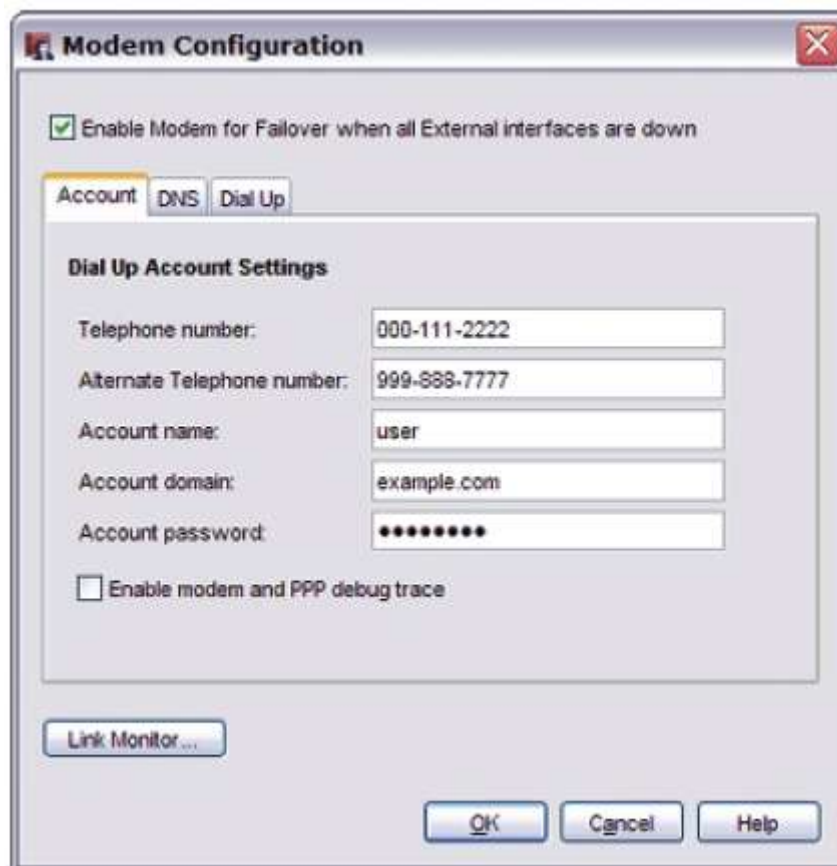 Modem Configuration
Enable Modem for Failover when all External interfaces are down
Account DNS Dial Up
Dial Up Account Settings
Telephone number: 000-111-2222
Alternate Telephone number: 999-888-7777
Account name: user
Account domain: example.com
Account password: ●●●●●●●●
Enable modem and PPP debug trace
Link Monitor...
OK Cancel Help